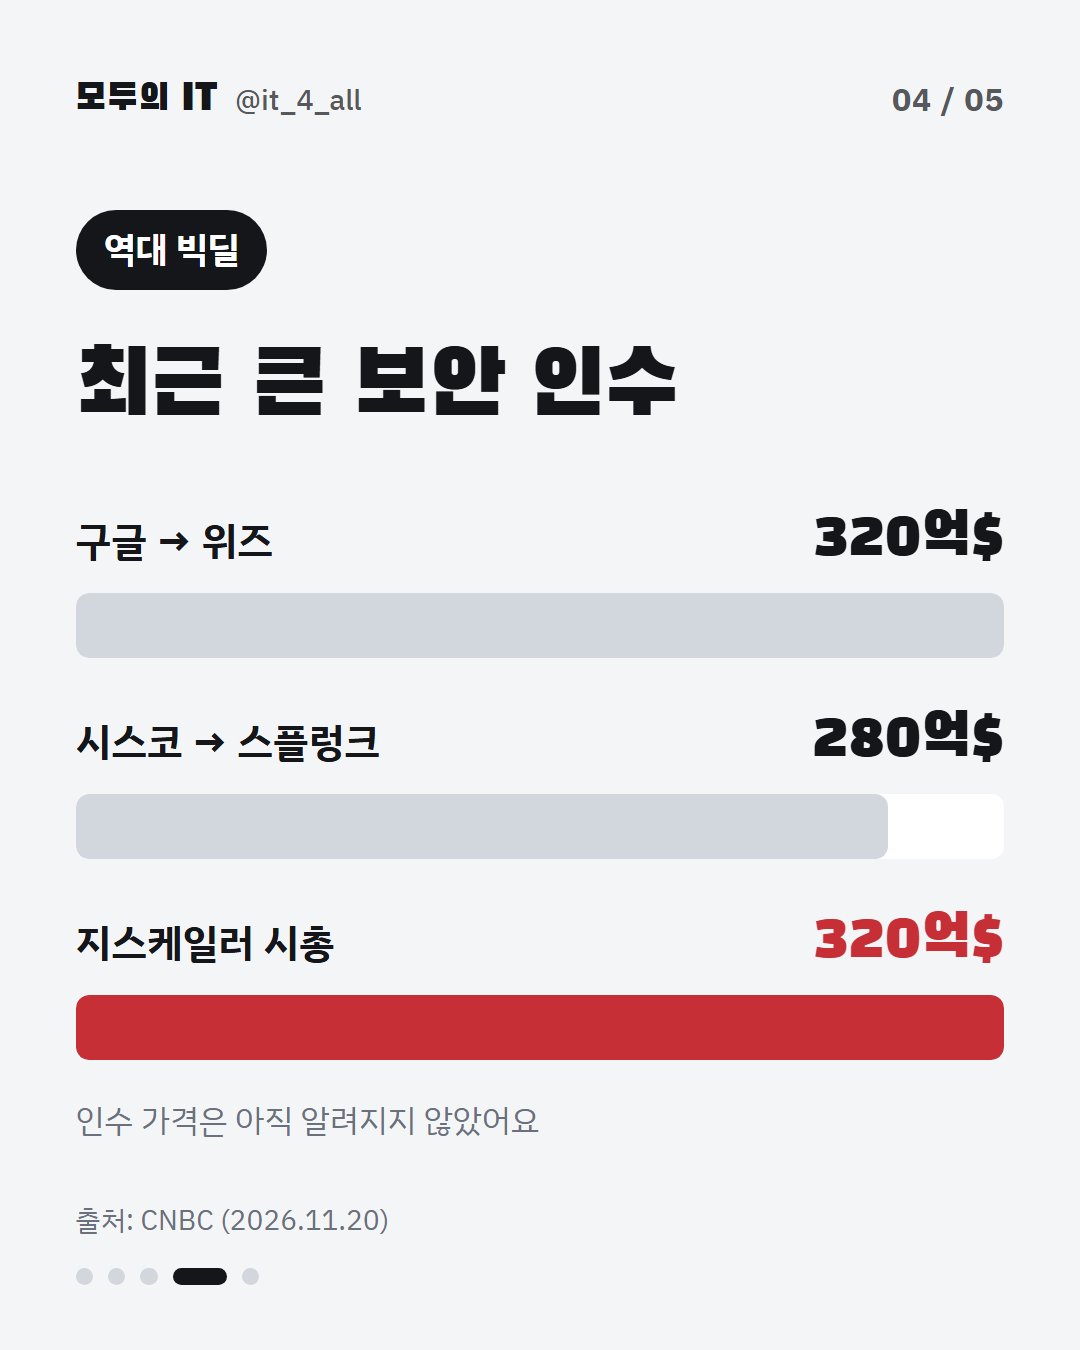 모두의 IT @it_4_all
04 / 05
역대 빅딜
최근 큰 보안 인수
구글 → 위즈 320억$
시스코 → 스플렁크 280억$
지스케일러 시총 320억$
인수 가격은 아직 알려지지 않았어요
출처: CNBC (2026.11.20)